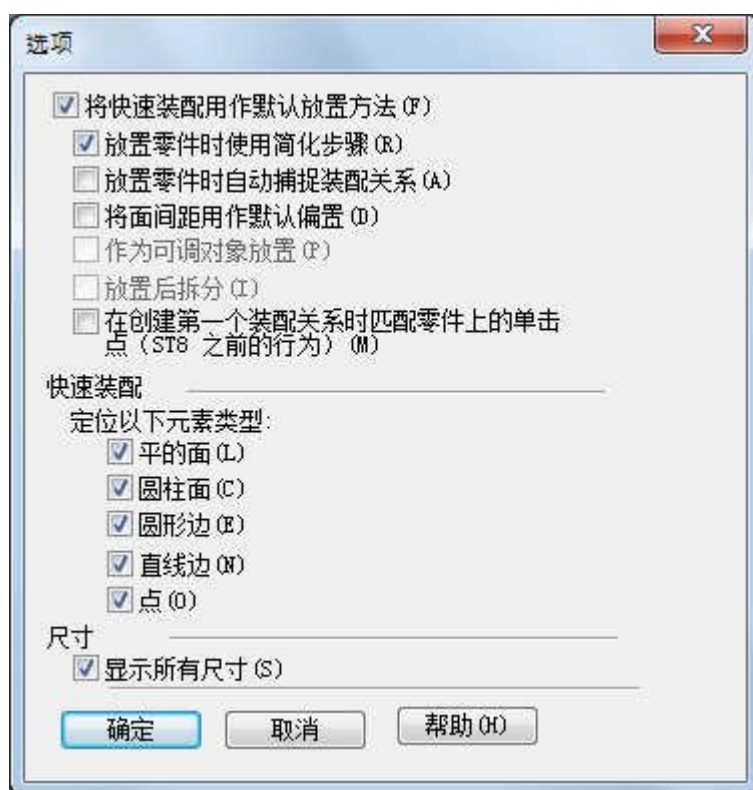 选项
将快速装配用作默认放置方法(F)
放置零件时使用简化步骤(R)
放置零件时自动捕捉装配关系(A)
将面间距用作默认偏置(D)
作为可调对象放置(P)
放置后拆分(I)
在创建第一个装配关系时匹配零件上的单击
点（ST8 之前的行为）(M)
快速装配
定位以下元素类型:
平的面(L)
圆柱面(C)
圆形边(E)
直线边(N)
点(O)
尺寸
显示所有尺寸(S)
确定 取消 帮助(H)